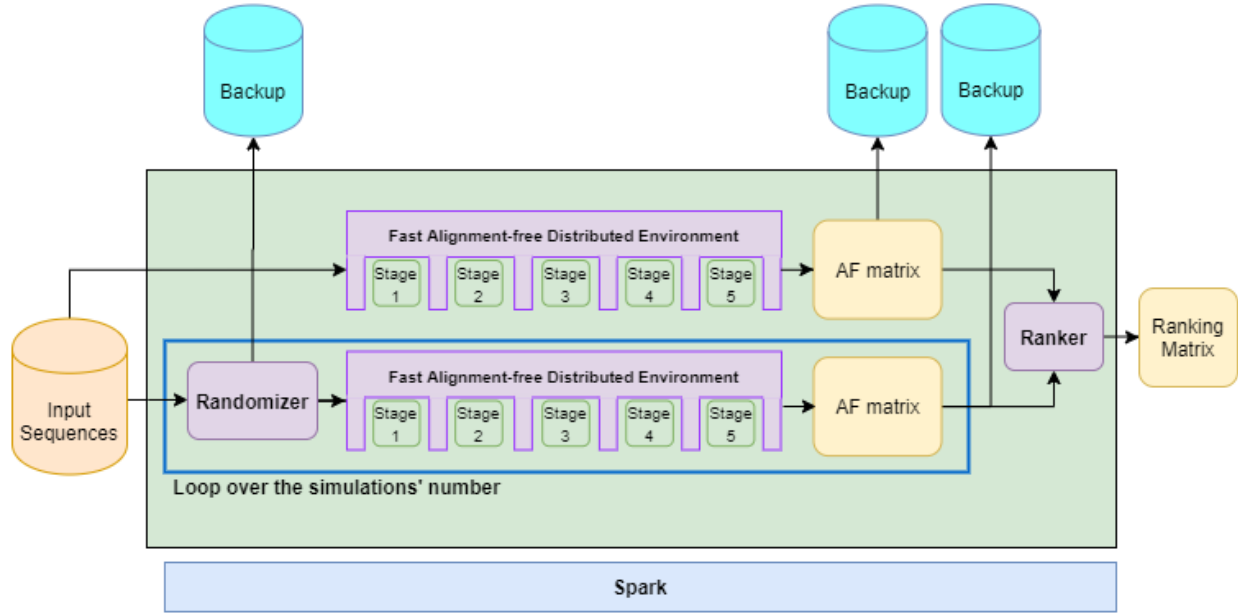 Backup
Backup
Backup
Fast Alignment-free Distributed Environment
Stage
1
Stage
2
Stage
3
Stage
4
Stage
5
AF matrix
Input
Sequences
Randomizer
Fast Alignment-free Distributed Environment
Stage
1
Stage
2
Stage
3
Stage
4
Stage
5
AF matrix
Ranker
Ranking
Matrix
Loop over the simulations' number
Spark